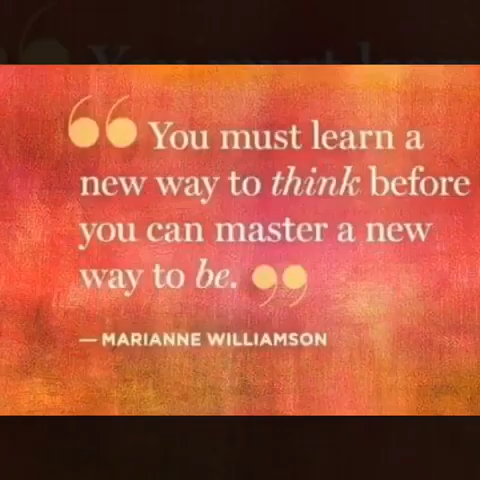 “ You must learn a
new way to think before
you can master a new
way to be. ”
— MARIANNE WILLIAMSON